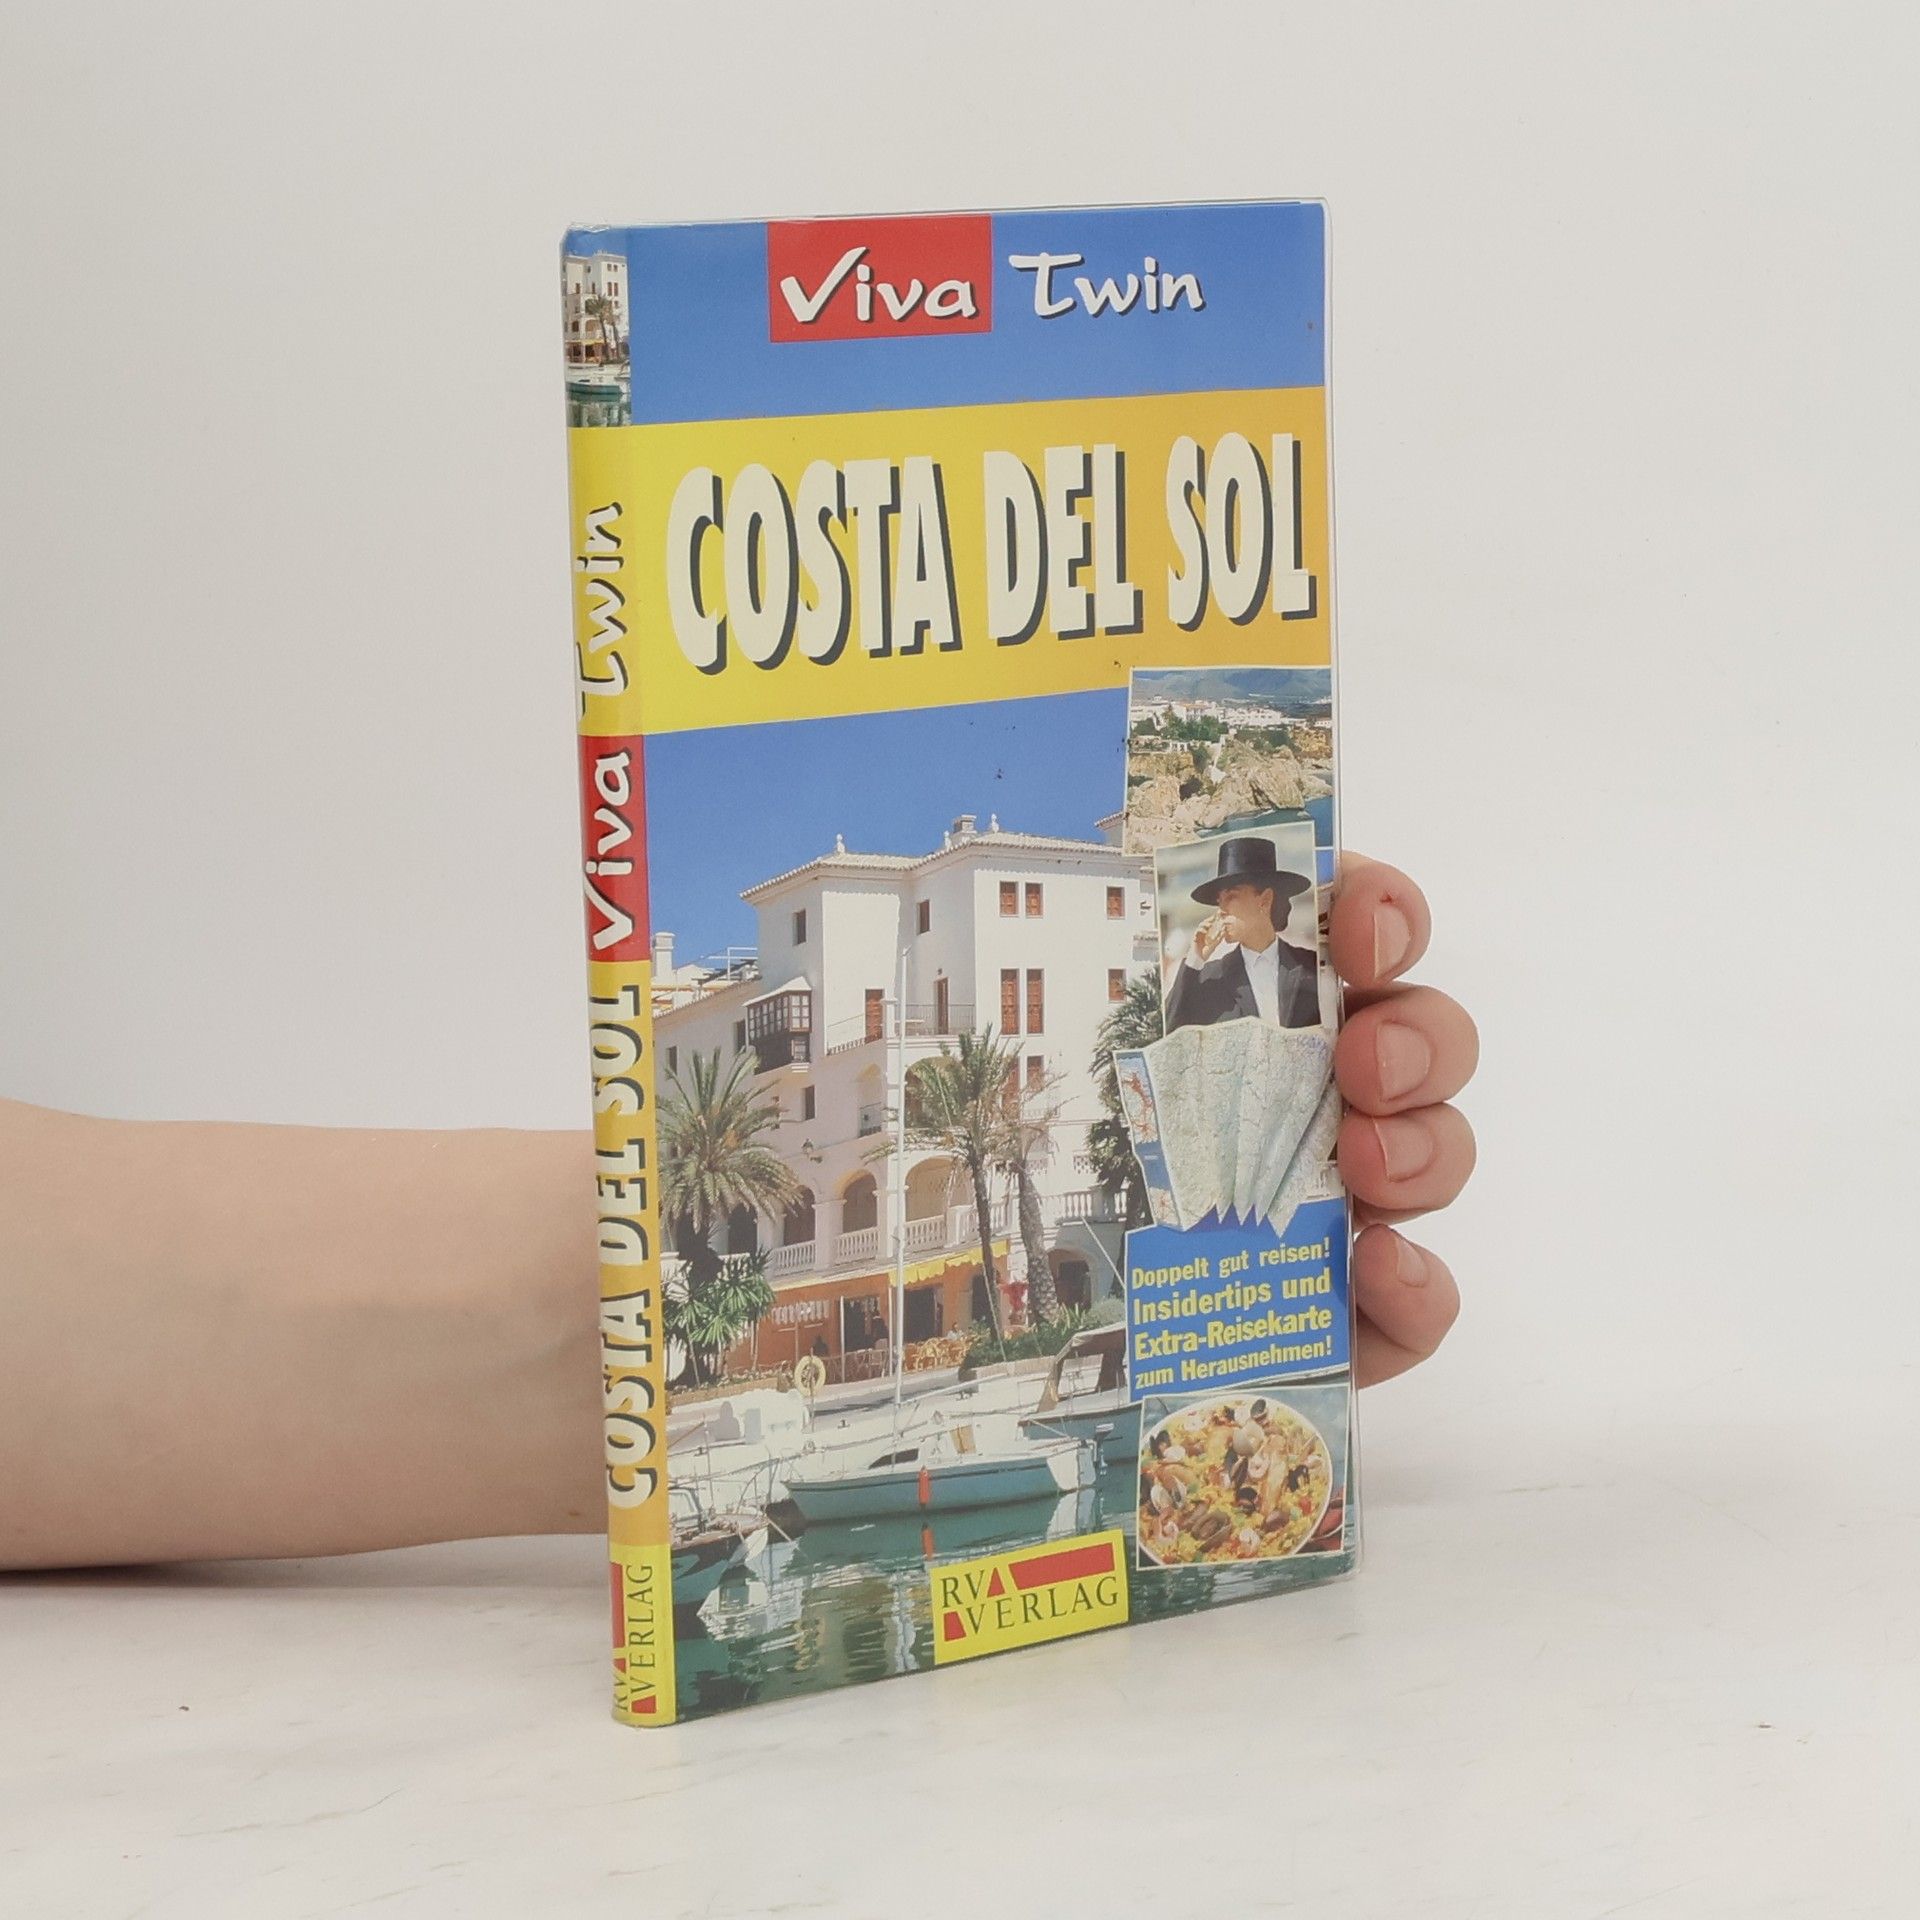 Viva Twin
COSTA DEL SOL
Doppelt gut reisen!
Insidertips und
Extra-Reisekarte
zum Herausnehmen!
RV
VERLAG
COSTA DEL SOL Viva Twin
RV
VERLAG